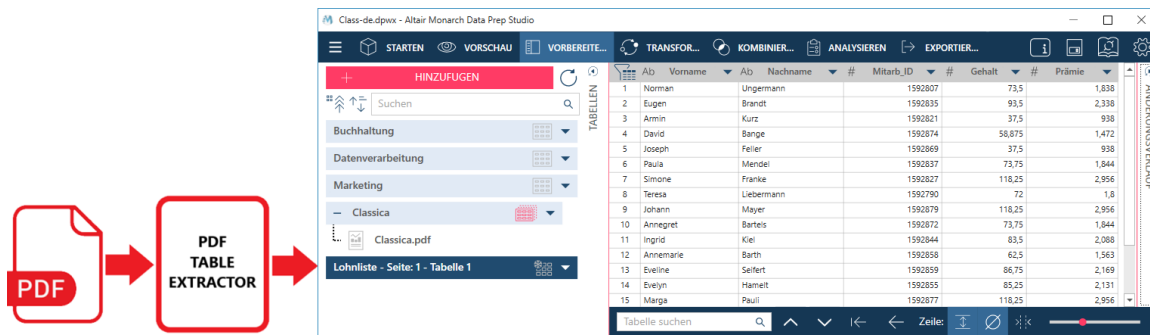 Class-de.dpwx - Altair Monarch Data Prep Studio
STARTEN VORSCHAU VORBEREITE... TRANSFOR... KOMBINIER... ANALYSIEREN EXPORTIER...
+ HINZUFUGEN
Suchen
Buchhaltung
Datenverarbeitung
Marketing
Classica
Classica.pdf
Lohnliste - Seite: 1 - Tabelle 1
TABELLEN
Ab Vorname Ab Nachname # Mitarb_ID # Gehalt # Prämie
1 Norman Ungermann 1592807 73,5 1,838
2 Eugen Brandt 1592835 93,5 2,338
3 Armin Kurz 1592821 37,5 938
4 David Bange 1592874 58,875 1,472
5 Joseph Feller 1592869 37,5 938
6 Paula Mendel 1592837 73,75 1,844
7 Simone Franke 1592827 118,25 2,956
8 Teresa Liebermann 1592790 72 1,8
9 Johann Mayer 1592879 118,25 2,956
10 Annegret Bartels 1592872 73,75 1,844
11 Ingrid Kiel 1592844 83,5 2,088
12 Annemarie Barth 1592858 62,5 1,563
13 Eveline Seifert 1592859 86,75 2,169
14 Evelyn Hamelt 1592855 85,25 2,131
15 Marga Pauli 1592877 118,25 2,956
Tabelle suchen Zeile:
ÄNDERUNGSVERLAUF
PDF
PDF
TABLE
EXTRACTOR